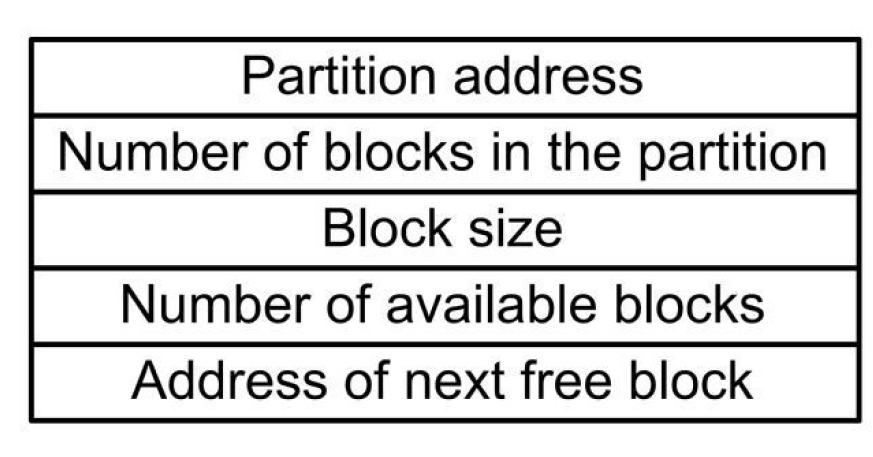 Partition address
Number of blocks in the partition
Block size
Number of available blocks
Address of next free block